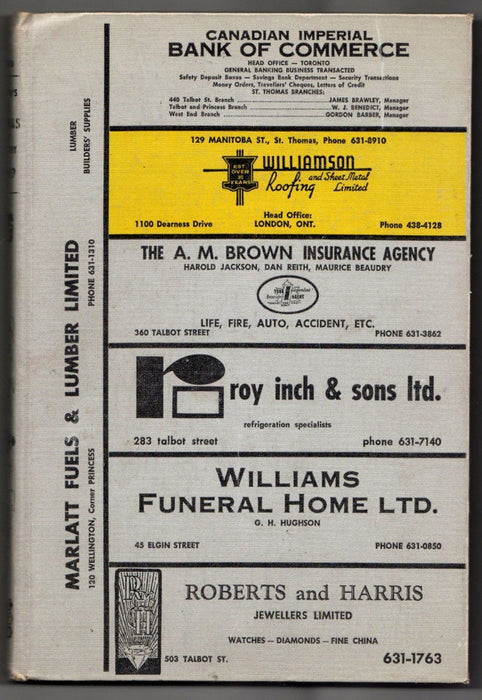 CANADIAN IMPERIAL
BANK OF COMMERCE
HEAD OFFICE — TORONTO
GENERAL BANKING BUSINESS TRANSACTED
Safety Deposit Boxes — Savings Bank Department — Security Transactions
Money Orders, Travellers' Cheques, Letters of Credit
ST. THOMAS BRANCHES:
440 Talbot St. Branch ........ JAMES BRAWLEY, Manager
Talbot and Princess Branch ........ W. J. BENEDICT, Manager
West End Branch ........ GORDON BARBER, Manager
129 MANITOBA ST., St. Thomas, Phone 631-8910
EST. OVER 35 YEARS
WILLIAMSON
Roofing and Sheet Metal Limited
Head Office:
1100 Dearness Drive LONDON, ONT. Phone 438-4128
THE A. M. BROWN INSURANCE AGENCY
HAROLD JACKSON, DAN REITH, MAURICE BEAUDRY
LIFE, FIRE, AUTO, ACCIDENT, ETC.
360 TALBOT STREET PHONE 631-3862
roy inch & sons ltd.
refrigeration specialists
283 talbot street phone 631-7140
WILLIAMS
FUNERAL HOME LTD.
G. H. HUGHSON
45 ELGIN STREET PHONE 631-0850
R H
ROBERTS and HARRIS
JEWELLERS LIMITED
WATCHES — DIAMONDS — FINE CHINA
503 TALBOT ST. 631-1763
LUMBER
BUILDERS' SUPPLIES
MARLATT FUELS & LUMBER LIMITED
120 WELLINGTON, Corner PRINCESS PHONE 631-1310